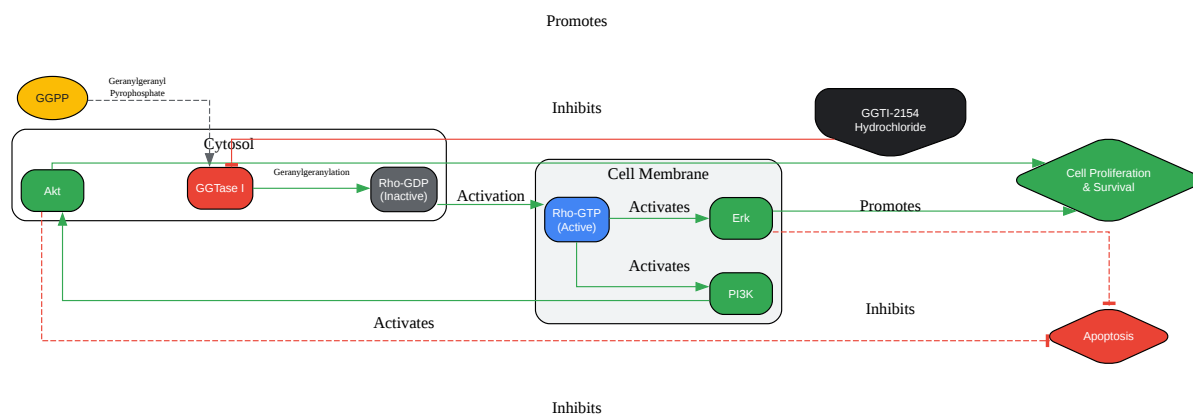 Promotes
Geranylgeranyl
Pyrophosphate
GGPP
Inhibits
GGTI-2154
Hydrochloride
Cytosol
Cell Membrane
Akt
GGTase I
Geranylgeranylation
Rho-GDP
(Inactive)
Activation
Rho-GTP
(Active)
Activates
Erk
Promotes
Cell Proliferation
& Survival
Activates
PI3K
Inhibits
Activates
Apoptosis
Inhibits